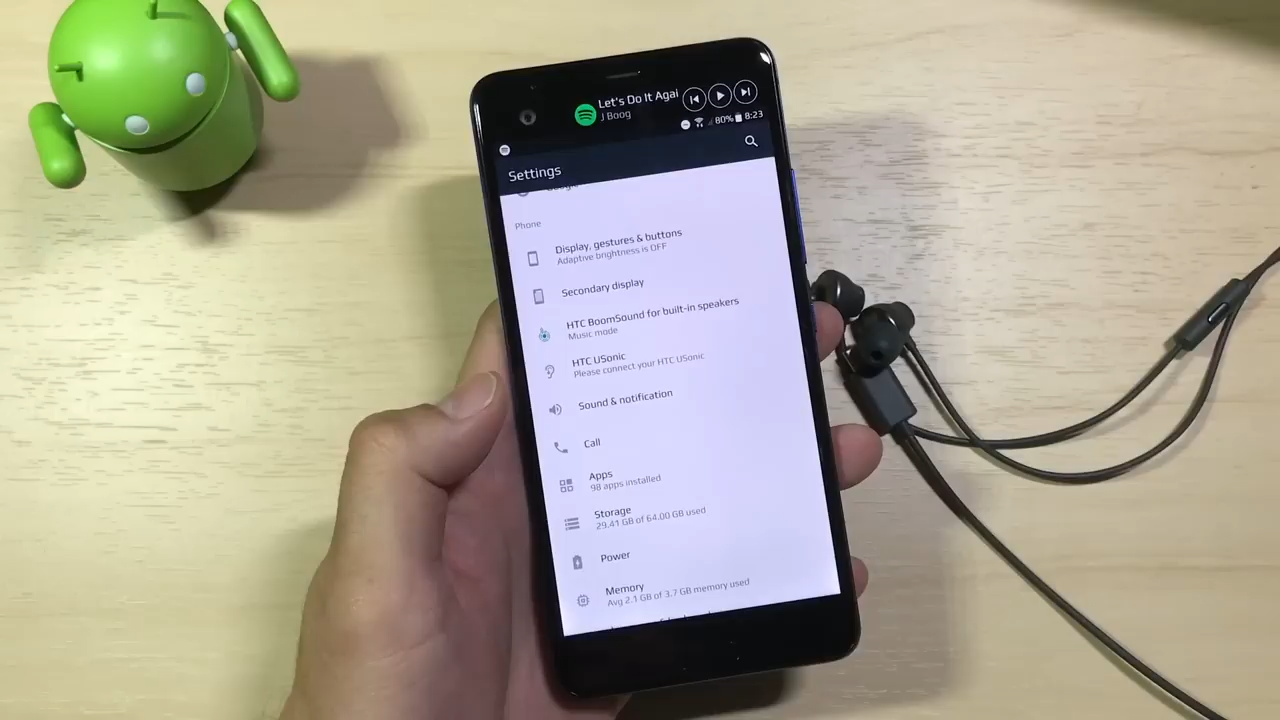 Let's Do It Agai
J Boog
80% 8:23
Settings
Phone
Display, gestures & buttons
Adaptive brightness is OFF
Secondary display
HTC BoomSound for built-in speakers
Music mode
HTC USonic
Please connect your HTC USonic
Sound & notification
Call
Apps
98 apps installed
Storage
29.41 GB of 64.00 GB used
Power
Memory
Avg 2.1 GB of 3.7 GB memory used